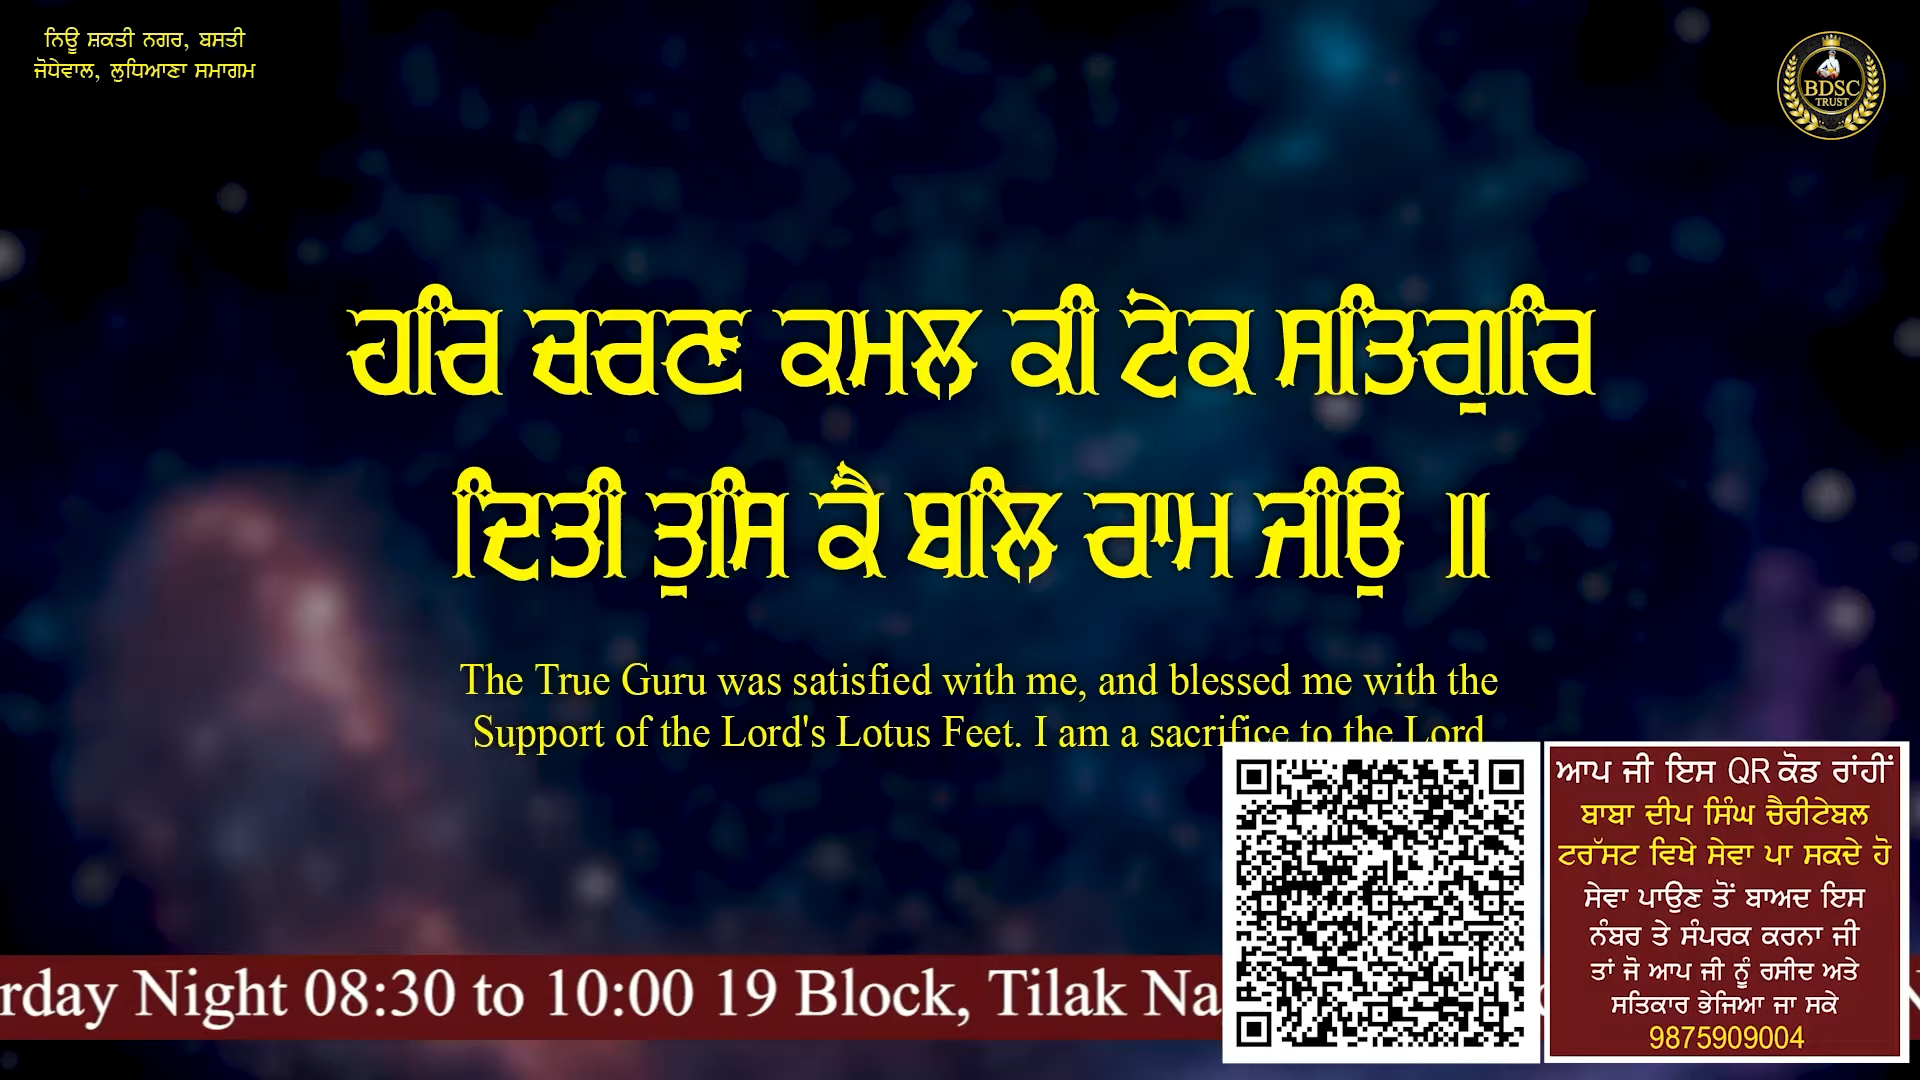 ਨਿਊ ਸ਼ਕਤੀ ਨਗਰ, ਬਸਤੀ
ਜੋਧੇਵਾਲ, ਲੁਧਿਆਣਾ ਸਮਾਗਮ
BDSC
TRUST
ਹਰਿ ਚਰਣ ਕਮਲ ਕੀ ਟੇਕ ਸਤਿਗੁਰਿ
ਦਿਤੀ ਤੁਸਿ ਕੈ ਬਲਿ ਰਾਮ ਜੀਉ ॥
The True Guru was satisfied with me, and blessed me with the
Support of the Lord's Lotus Feet. I am a sacrifice to the Lord
ਆਪ ਜੀ ਇਸ QR ਕੋਡ ਰਾਂਹੀਂ
ਬਾਬਾ ਦੀਪ ਸਿੰਘ ਚੈਰੀਟੇਬਲ
ਟਰੱਸਟ ਵਿਖੇ ਸੇਵਾ ਪਾ ਸਕਦੇ ਹੋ
ਸੇਵਾ ਪਾਉਣ ਤੋਂ ਬਾਅਦ ਇਸ
ਨੰਬਰ ਤੇ ਸੰਪਰਕ ਕਰਨਾ ਜੀ
ਤਾਂ ਜੋ ਆਪ ਜੀ ਨੂੰ ਰਸੀਦ ਅਤੇ
ਸਤਿਕਾਰ ਭੇਜਿਆ ਜਾ ਸਕੇ
9875909004
rday Night 08:30 to 10:00 19 Block, Tilak Na